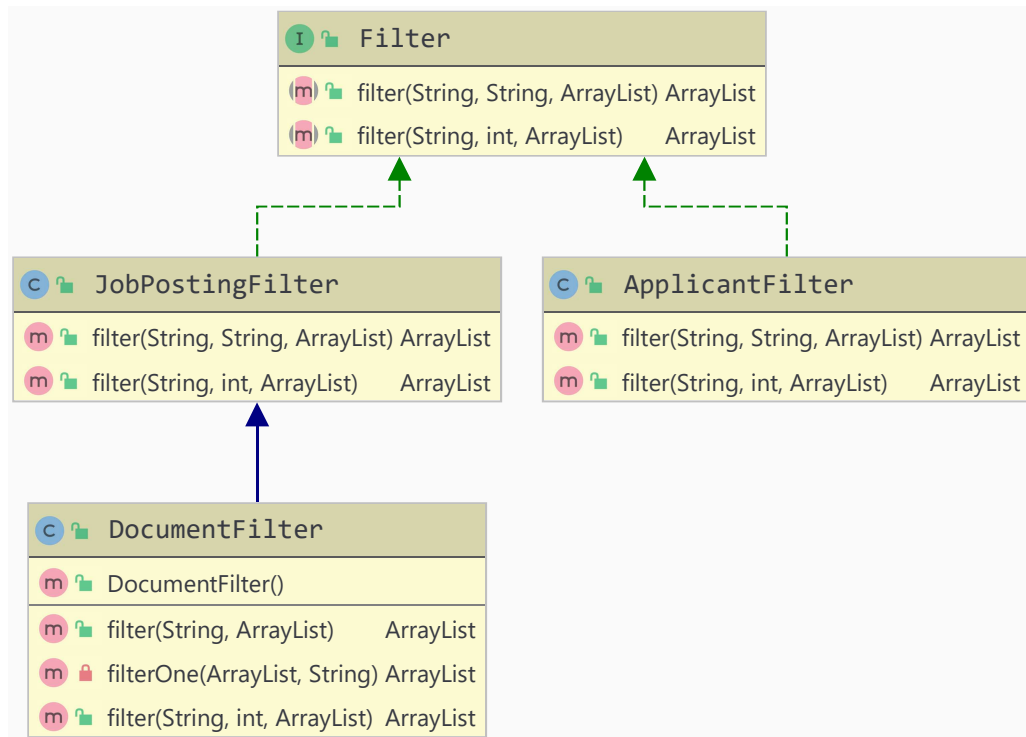 I Filter
m filter(String, String, ArrayList) ArrayList
m filter(String, int, ArrayList) ArrayList
C JobPostingFilter
m filter(String, String, ArrayList) ArrayList
m filter(String, int, ArrayList) ArrayList
C ApplicantFilter
m filter(String, String, ArrayList) ArrayList
m filter(String, int, ArrayList) ArrayList
C DocumentFilter
m DocumentFilter()
m filter(String, ArrayList) ArrayList
m filterOne(ArrayList, String) ArrayList
m filter(String, int, ArrayList) ArrayList